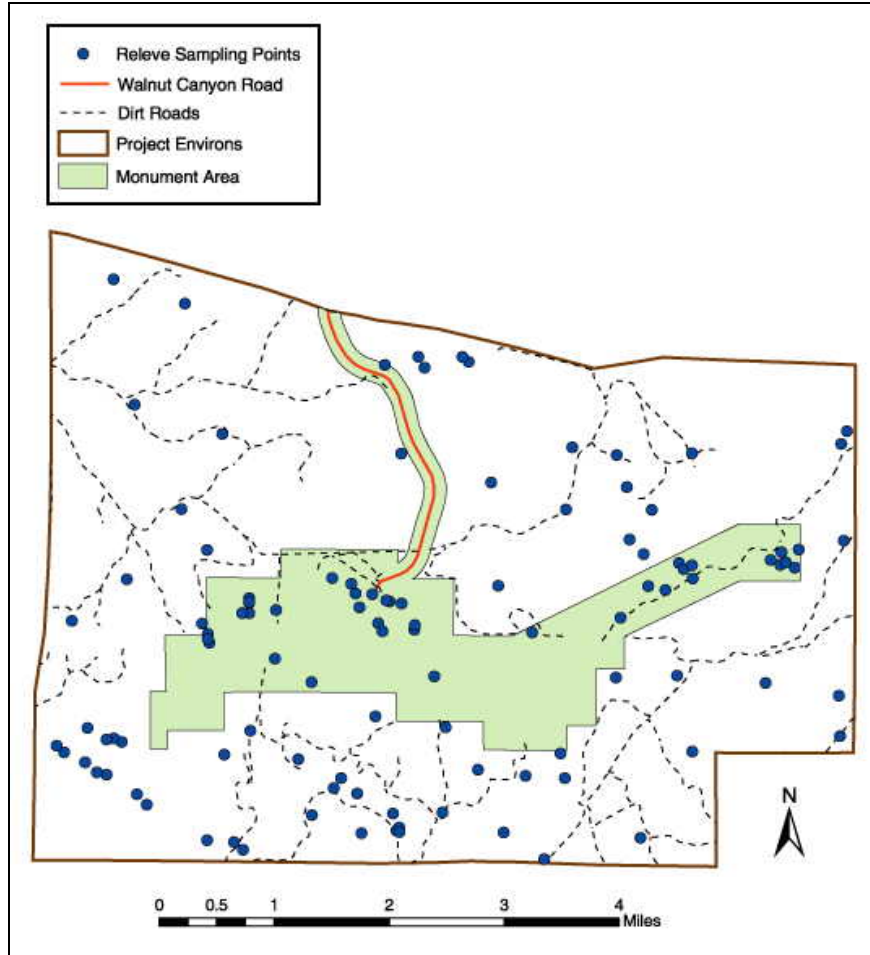 Releve Sampling Points
Walnut Canyon Road
Dirt Roads
Project Environs
Monument Area
N
0 0.5 1 2 3 4
Miles